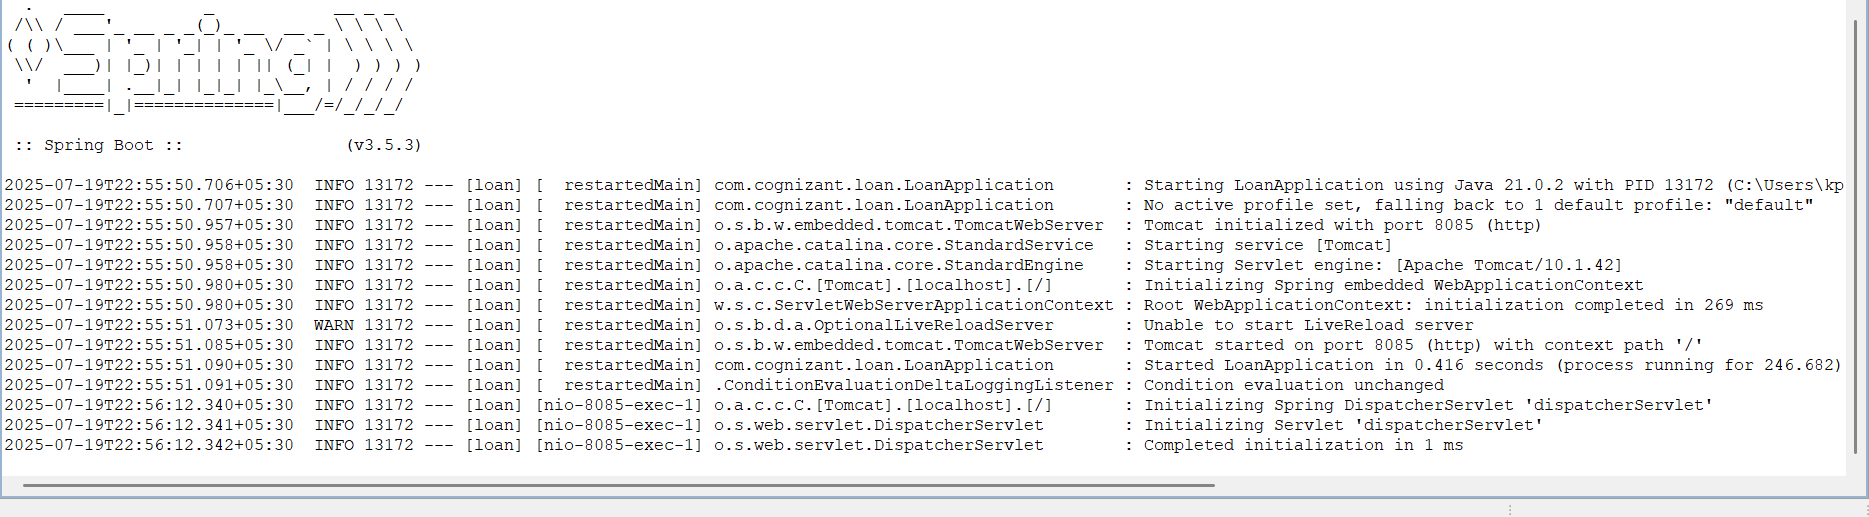 .   ____          _            __ _ _
 /\\ / ___'_ __ _ _(_)_ __  __ _ \ \ \ \
( ( )\___ | '_ | '_| | '_ \/ _` | \ \ \ \
 \\/  ___)| |_)| | | | | || (_| |  ) ) ) )
  '  |____| .__|_| |_|_| |_\__, | / / / /
 =========|_|==============|___/=/_/_/_/

 :: Spring Boot ::                (v3.5.3)

2025-07-19T22:55:50.706+05:30  INFO 13172 --- [loan] [  restartedMain] com.cognizant.loan.LoanApplication       : Starting LoanApplication using Java 21.0.2 with PID 13172 (C:\Users\kp
2025-07-19T22:55:50.707+05:30  INFO 13172 --- [loan] [  restartedMain] com.cognizant.loan.LoanApplication       : No active profile set, falling back to 1 default profile: "default"
2025-07-19T22:55:50.957+05:30  INFO 13172 --- [loan] [  restartedMain] o.s.b.w.embedded.tomcat.TomcatWebServer  : Tomcat initialized with port 8085 (http)
2025-07-19T22:55:50.958+05:30  INFO 13172 --- [loan] [  restartedMain] o.apache.catalina.core.StandardService   : Starting service [Tomcat]
2025-07-19T22:55:50.958+05:30  INFO 13172 --- [loan] [  restartedMain] o.apache.catalina.core.StandardEngine    : Starting Servlet engine: [Apache Tomcat/10.1.42]
2025-07-19T22:55:50.980+05:30  INFO 13172 --- [loan] [  restartedMain] o.a.c.c.C.[Tomcat].[localhost].[/]       : Initializing Spring embedded WebApplicationContext
2025-07-19T22:55:50.980+05:30  INFO 13172 --- [loan] [  restartedMain] w.s.c.ServletWebServerApplicationContext : Root WebApplicationContext: initialization completed in 269 ms
2025-07-19T22:55:51.073+05:30  WARN 13172 --- [loan] [  restartedMain] o.s.b.d.a.OptionalLiveReloadServer       : Unable to start LiveReload server
2025-07-19T22:55:51.085+05:30  INFO 13172 --- [loan] [  restartedMain] o.s.b.w.embedded.tomcat.TomcatWebServer  : Tomcat started on port 8085 (http) with context path '/'
2025-07-19T22:55:51.090+05:30  INFO 13172 --- [loan] [  restartedMain] com.cognizant.loan.LoanApplication       : Started LoanApplication in 0.416 seconds (process running for 246.682)
2025-07-19T22:55:51.091+05:30  INFO 13172 --- [loan] [  restartedMain] .ConditionEvaluationDeltaLoggingListener : Condition evaluation unchanged
2025-07-19T22:56:12.340+05:30  INFO 13172 --- [loan] [nio-8085-exec-1] o.a.c.c.C.[Tomcat].[localhost].[/]       : Initializing Spring DispatcherServlet 'dispatcherServlet'
2025-07-19T22:56:12.341+05:30  INFO 13172 --- [loan] [nio-8085-exec-1] o.s.web.servlet.DispatcherServlet        : Initializing Servlet 'dispatcherServlet'
2025-07-19T22:56:12.342+05:30  INFO 13172 --- [loan] [nio-8085-exec-1] o.s.web.servlet.DispatcherServlet        : Completed initialization in 1 ms